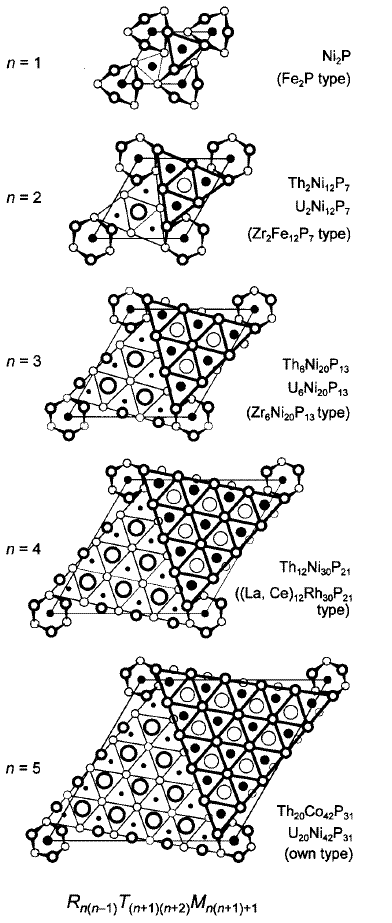 n = 1
Ni2P
(Fe2P type)
n = 2
Th2Ni12P7
U2Ni12P7
(Zr2Fe12P7 type)
n = 3
Th6Ni20P13
U6Ni20P13
(Zr6Ni20P13 type)
n = 4
Th12Ni30P21
((La, Ce)12Rh30P21
type)
n = 5
Th20Co42P31
U20Ni42P31
(own type)
Rn(n−1)T(n+1)(n+2)Mn(n+1)+1